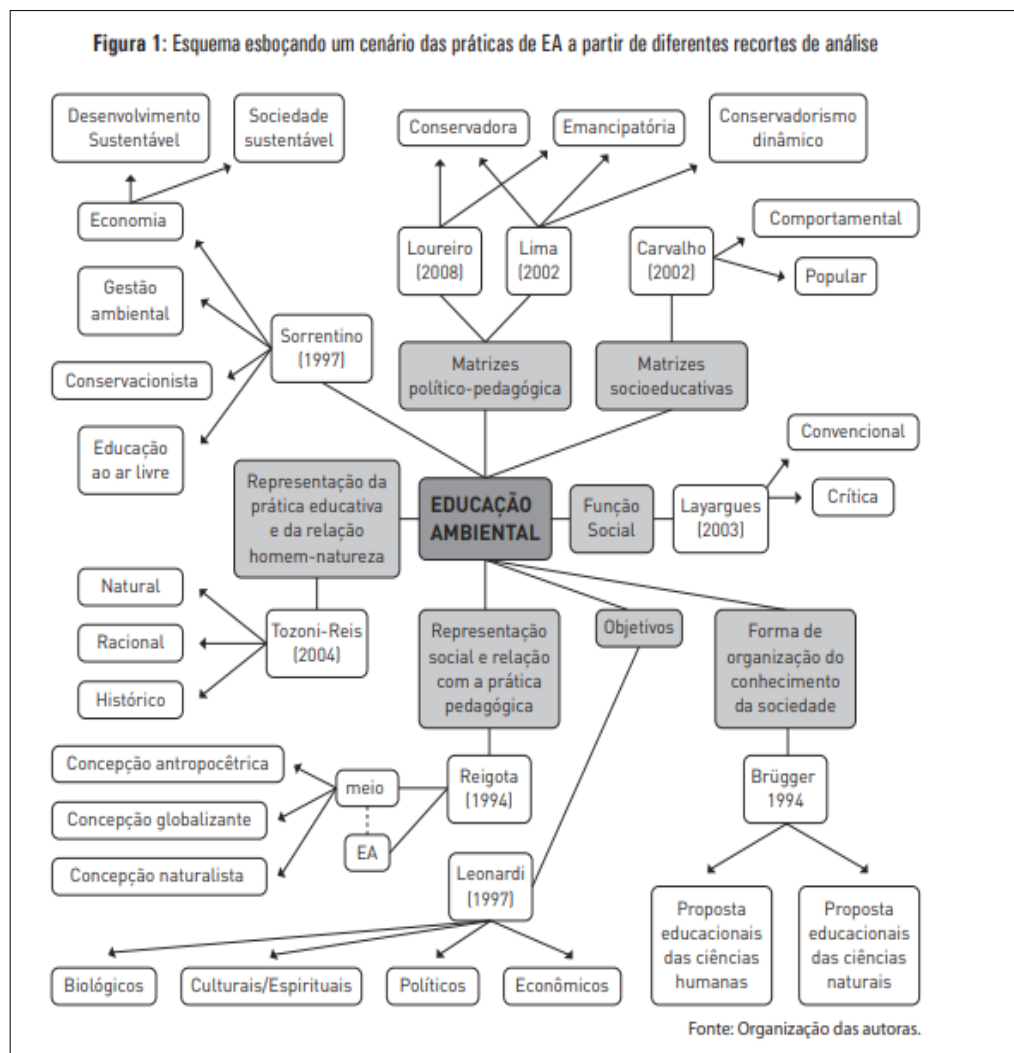 Figura 1: Esquema esboçando um cenário das práticas de EA a partir de diferentes recortes de análise
Desenvolvimento
Sustentável
Sociedade
sustentável
Conservadora
Emancipatória
Conservadorismo
dinâmico
Economia
Loureiro
(2008)
Lima
(2002
Carvalho
(2002)
Comportamental
Popular
Gestão
ambiental
Sorrentino
(1997)
Conservacionista
Matrizes
político-pedagógica
Matrizes
socioeducativas
Educação
ao ar livre
Convencional
Representação da
prática educativa
e da relação
homem-natureza
EDUCAÇÃO
AMBIENTAL
Função
Social
Layargues
(2003)
Crítica
Natural
Racional
Histórico
Tozoni-Reis
(2004)
Representação
social e relação
com a prática
pedagógica
Objetivos
Forma de
organização do
conhecimento
da sociedade
Concepção antropocêtrica
Concepção globalizante
Concepção naturalista
meio
EA
Reigota
(1994)
Brügger
1994
Leonardi
(1997)
Biológicos
Culturais/Espirituais
Políticos
Econômicos
Proposta
educacionais
das ciências
humanas
Proposta
educacionais
das ciências
naturais
Fonte: Organização das autoras.